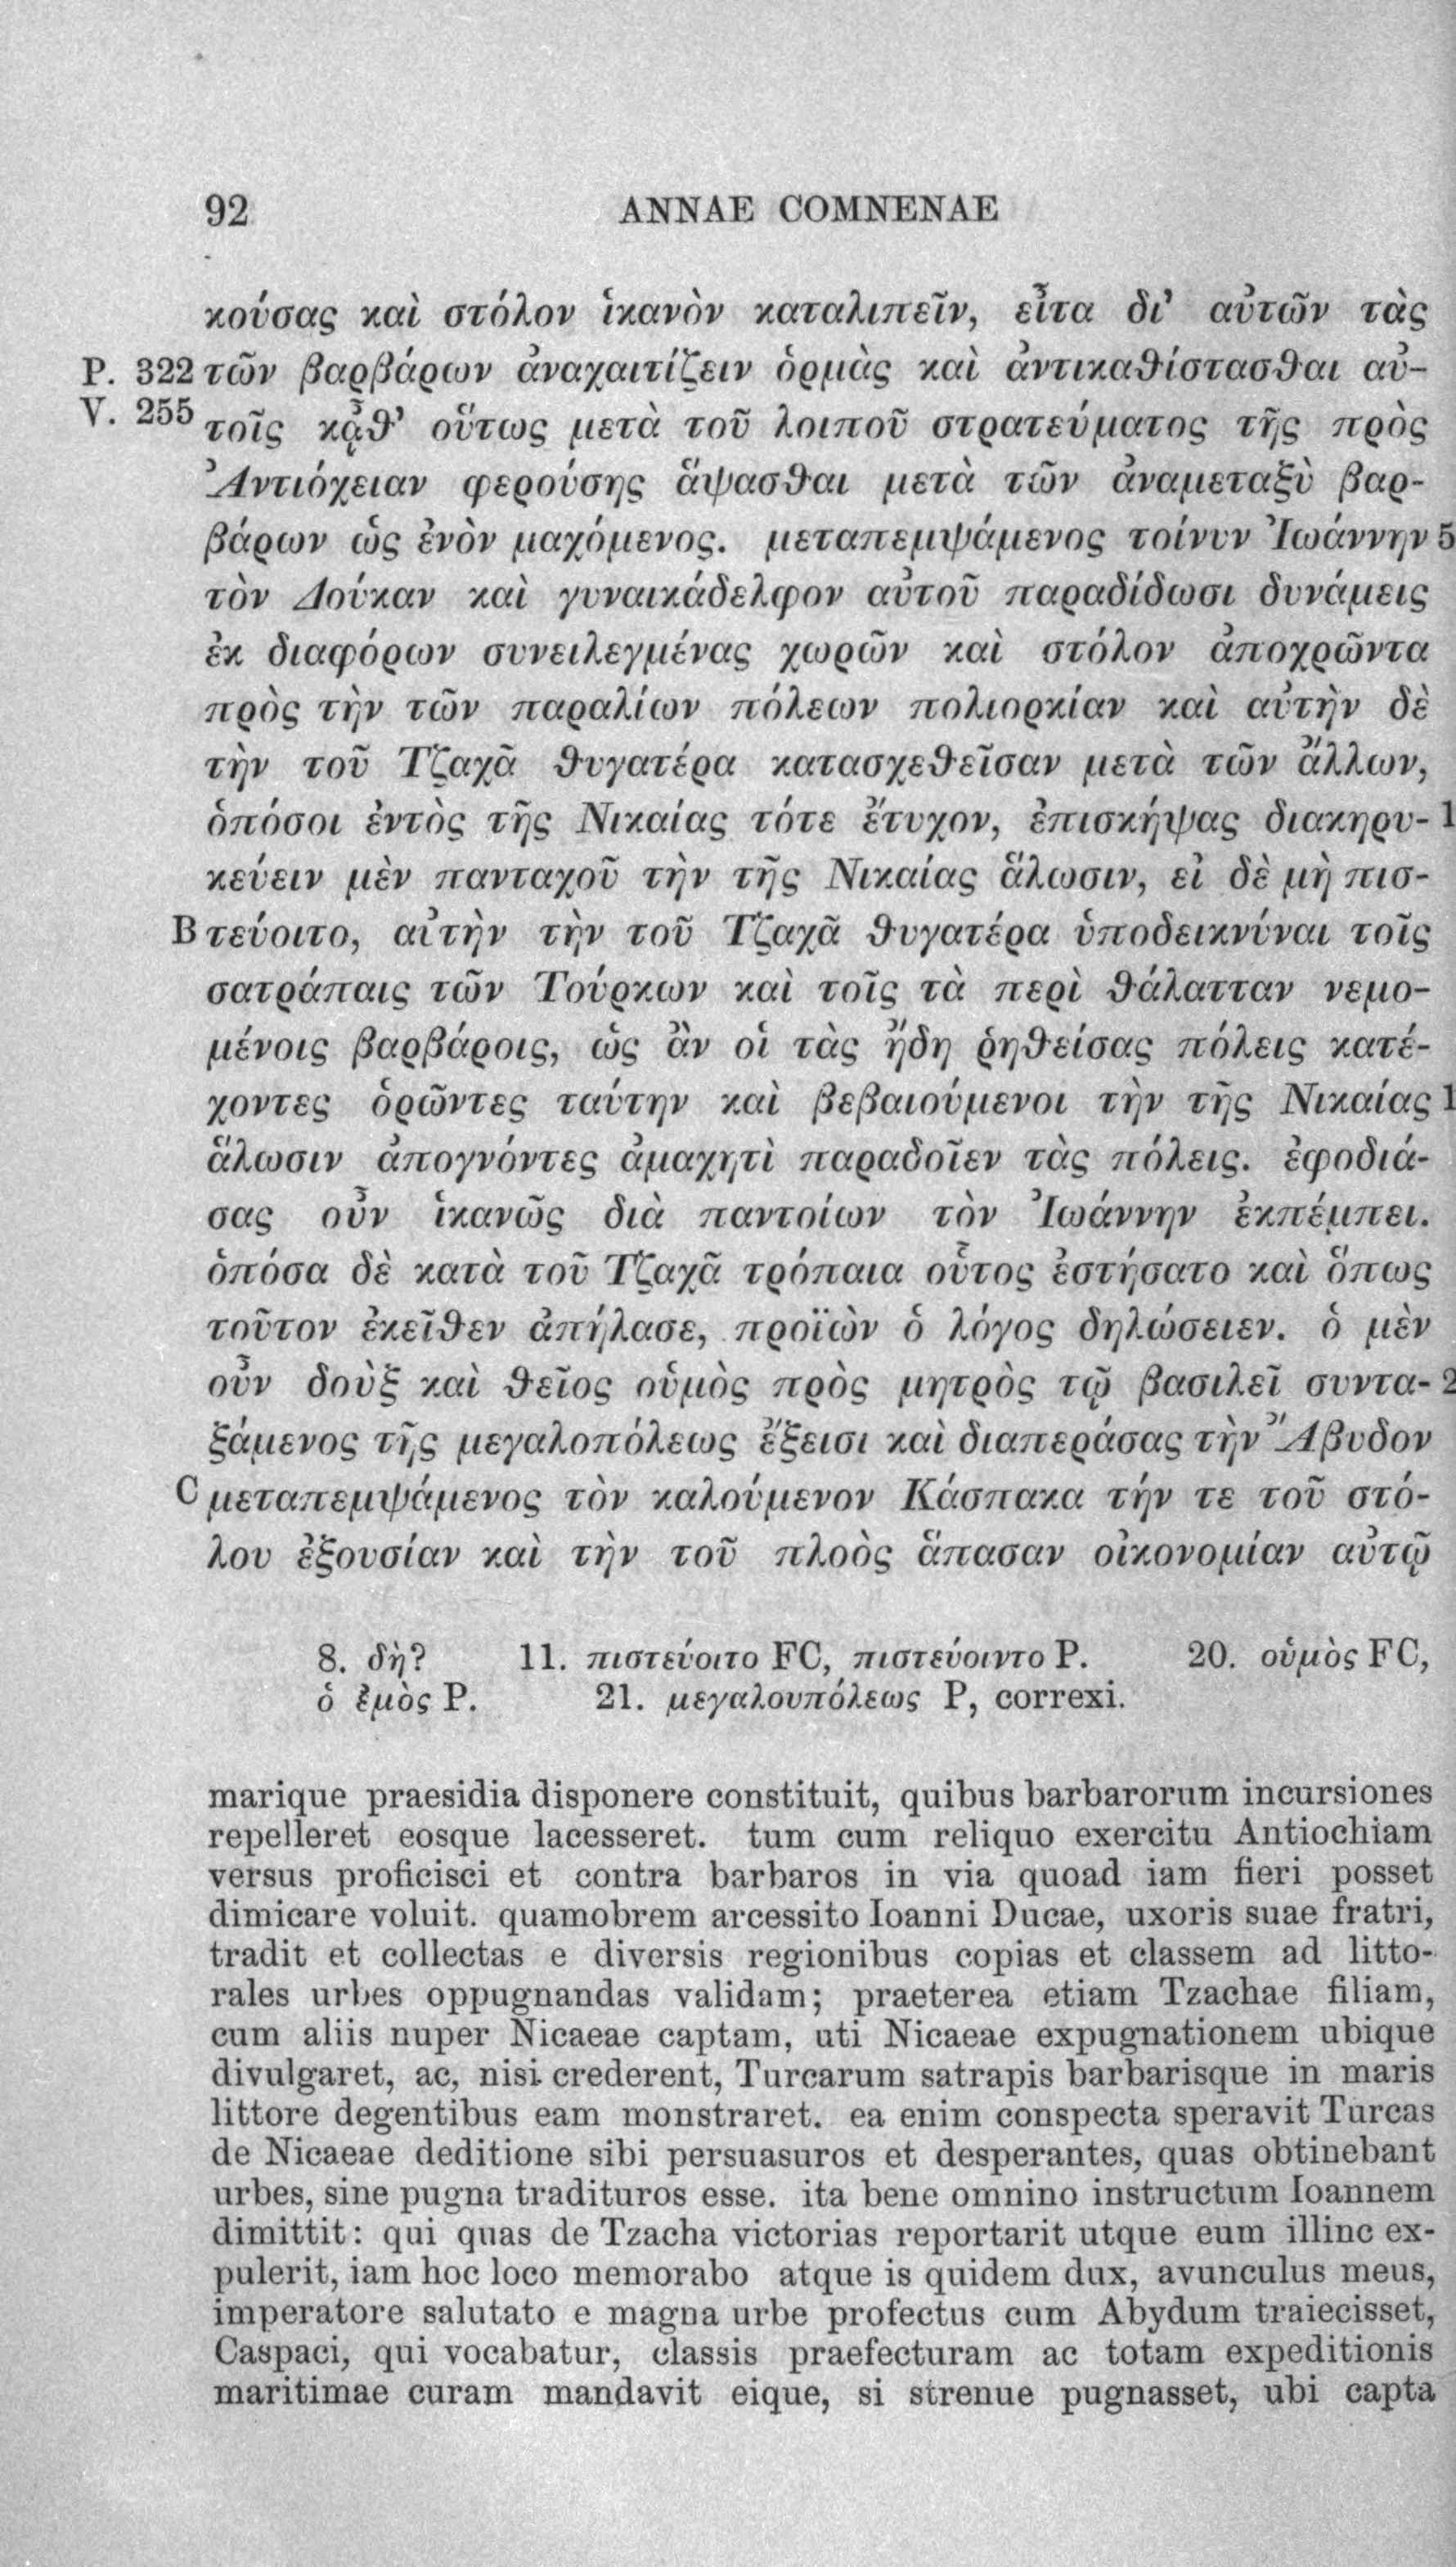 92 ANNAE COMNENAE
κούσας καὶ στόλον ἱκανὸν καταλιπεῖν, εἶτα δι᾽ αὐτῶν τὰς
P. 322 τῶν βαρβάρων ἀναχαιτίζειν ὁρμὰς καὶ ἀντικαθίστασθαι αὐ-
V. 255 τοῖς κᾆθ᾽ οὕτως μετὰ τοῦ λοιποῦ στρατεύματος τῆς πρὸς
Ἀντιόχειαν φερούσης ἅψασθαι μετὰ τῶν ἀναμεταξὺ βαρ-
βάρων ὡς ἐνὸν μαχόμενος. μεταπεμψάμενος τοίνυν Ἰωάννην 5
τὸν Δούκαν καὶ γυναικάδελφον αὐτοῦ παραδίδωσι δυνάμεις
ἐκ διαφόρων συνειλεγμένας χωρῶν καὶ στόλον ἀποχρῶντα
πρὸς τὴν τῶν παραλίων πόλεων πολιορκίαν καὶ αὐτὴν δὲ
τὴν τοῦ Τζαχᾶ θυγατέρα κατασχεθεῖσαν μετὰ τῶν ἄλλων,
ὁπόσοι ἐντὸς τῆς Νικαίας τότε ἔτυχον, ἐπισκήψας διακηρυ- 1
κεύειν μὲν πανταχοῦ τὴν τῆς Νικαίας ἅλωσιν, εἰ δὲ μὴ πισ-
B τεύοιτο, αὐτὴν τὴν τοῦ Τζαχᾶ θυγατέρα ὑποδεικνύναι τοῖς
σατράπαις τῶν Τούρκων καὶ τοῖς τὰ περὶ θάλατταν νεμο-
μένοις βαρβάροις, ὡς ἂν οἱ τὰς ἤδη ῥηθείσας πόλεις κατέ-
χοντες ὁρῶντες ταύτην καὶ βεβαιούμενοι τὴν τῆς Νικαίας 1
ἅλωσιν ἀπογνόντες ἀμαχητὶ παραδοῖεν τὰς πόλεις. ἐφοδιά-
σας οὖν ἱκανῶς διὰ παντοίων τὸν Ἰωάννην ἐκπέμπει.
ὁπόσα δὲ κατὰ τοῦ Τζαχᾶ τρόπαια οὗτος ἐστήσατο καὶ ὅπως
τοῦτον ἐκεῖθεν ἀπήλασε, προϊὼν ὁ λόγος δηλώσειεν. ὁ μὲν
οὖν δοὺξ καὶ θεῖος οὑμὸς πρὸς μητρὸς τῷ βασιλεῖ συντα- 2
ξάμενος τῆς μεγαλοπόλεως ἔξεισι καὶ διαπεράσας τὴν Ἄβυδον
C μεταπεμψάμενος τὸν καλούμενον Κάσπακα τήν τε τοῦ στό-
λου ἐξουσίαν καὶ τὴν τοῦ πλοὸς ἅπασαν οἰκονομίαν αὐτῷ
8. δὴ? 11. πιστεύοιτο FC, πιστεύοιντο P. 20. οὑμὸς FC,
ὁ ἐμὸς P. 21. μεγαλουπόλεως P, correxi.
marique praesidia disponere constituit, quibus barbarorum incursiones
repelleret eosque lacesseret. tum cum reliquo exercitu Antiochiam
versus proficisci et contra barbaros in via quoad iam fieri posset
dimicare voluit. quamobrem arcessito Ioanni Ducae, uxoris suae fratri,
tradit et collectas e diversis regionibus copias et classem ad litto-
rales urbes oppugnandas validam; praeterea etiam Tzachae filiam,
cum aliis nuper Nicaeae captam, uti Nicaeae expugnationem ubique
divulgaret, ac, nisi crederent, Turcarum satrapis barbarisque in maris
littore degentibus eam monstraret. ea enim conspecta speravit Turcas
de Nicaeae deditione sibi persuasuros et desperantes, quas obtinebant
urbes, sine pugna tradituros esse. ita bene omnino instructum Ioannem
dimittit: qui quas de Tzacha victorias reportarit utque eum illinc ex-
pulerit, iam hoc loco memorabo atque is quidem dux, avunculus meus,
imperatore salutato e magna urbe profectus cum Abydum traiecisset,
Caspaci, qui vocabatur, classis praefecturam ac totam expeditionis
maritimae curam mandavit eique, si strenue pugnasset, ubi capta